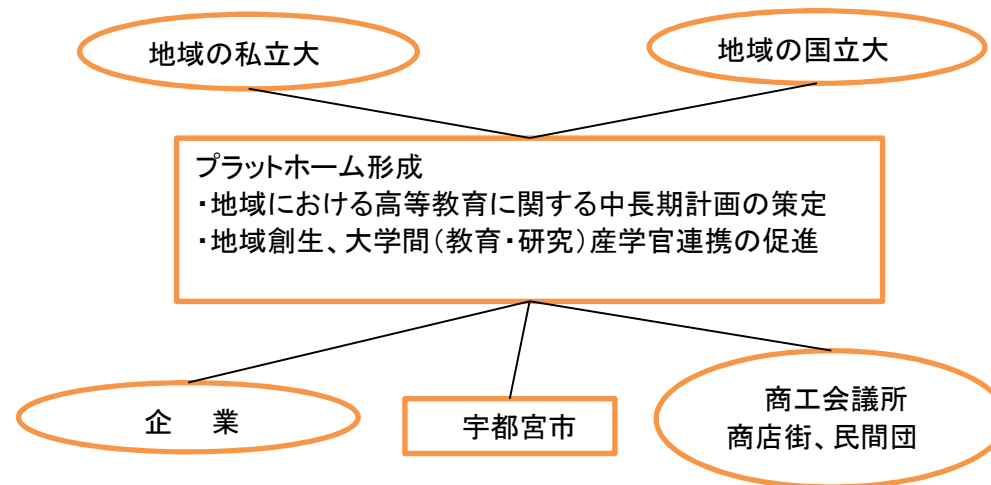 地域の私立大
地域の国立大
プラットホーム形成
・地域における高等教育に関する中長期計画の策定
・地域創生、大学間(教育・研究)産学官連携の促進
企　業
宇都宮市
商工会議所
商店街、民間団